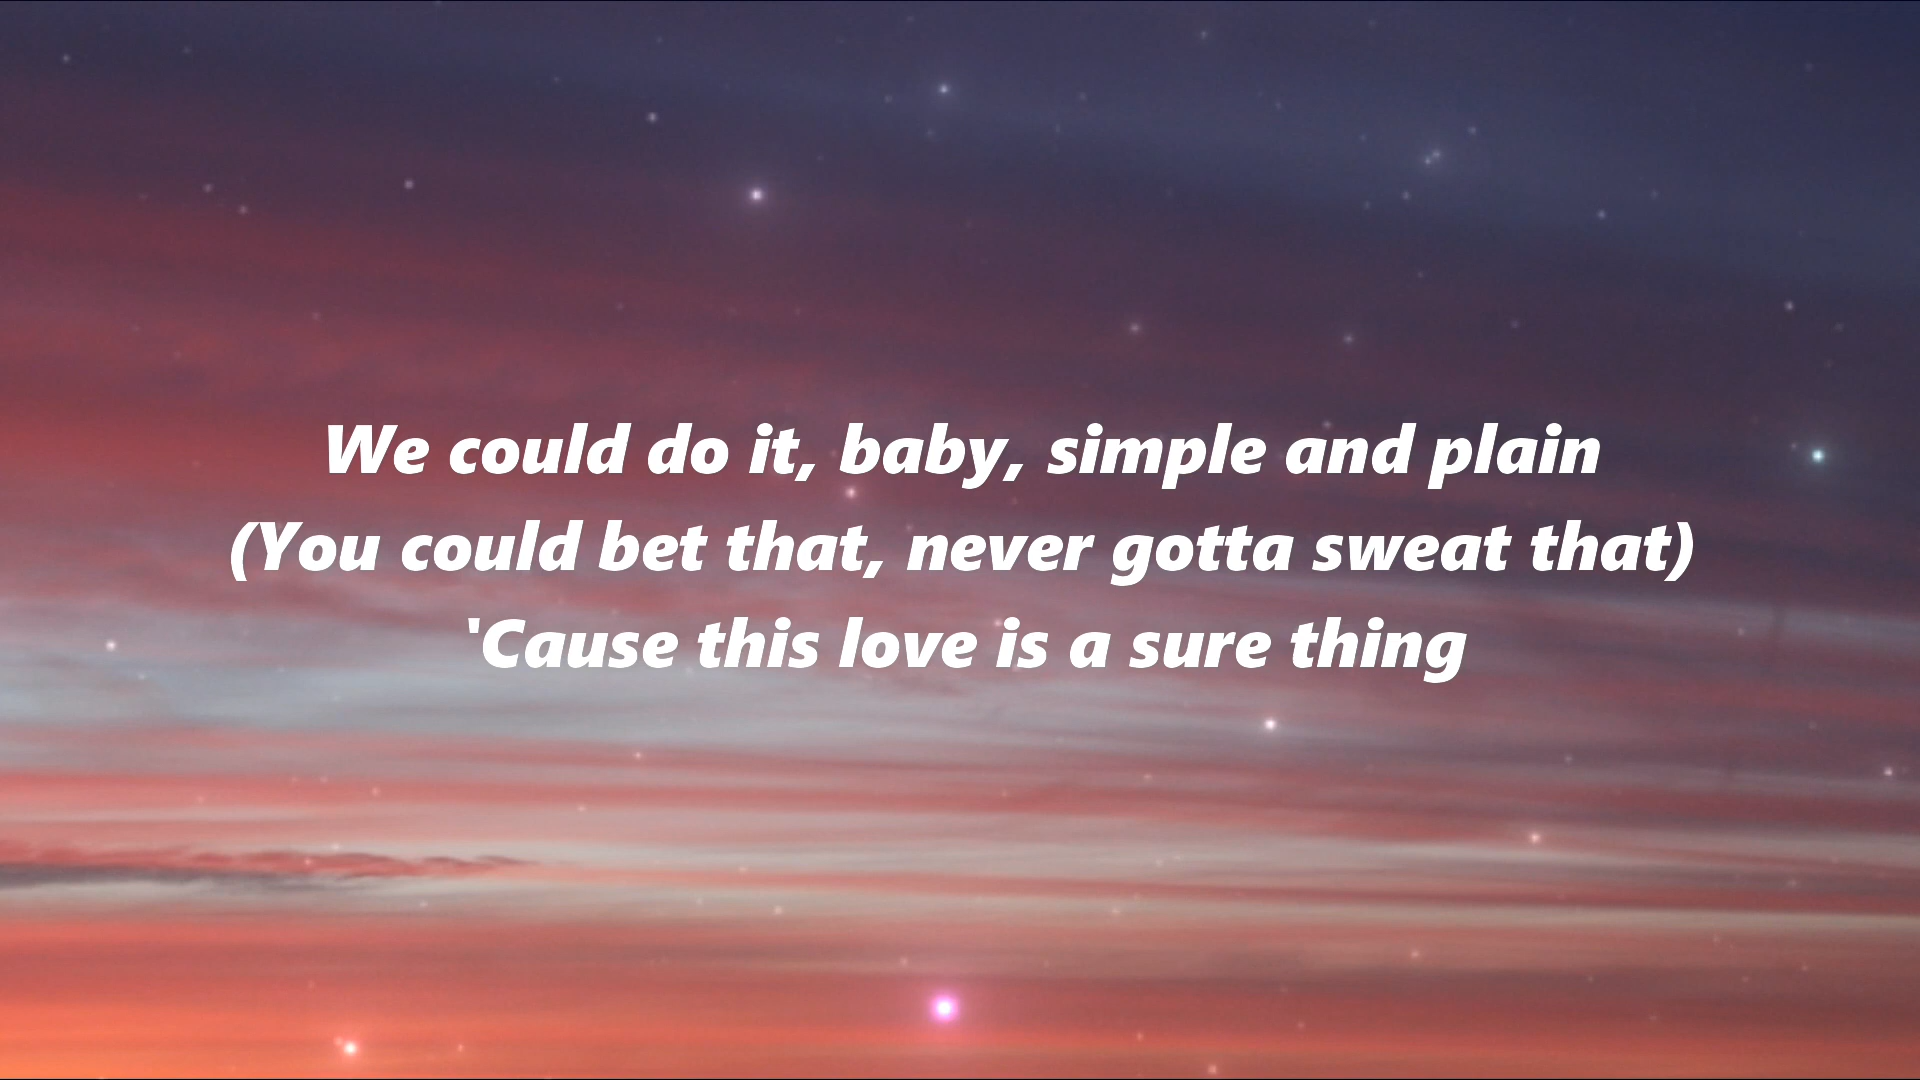 We could do it, baby, simple and plain
(You could bet that, never gotta sweat that)
'Cause this love is a sure thing